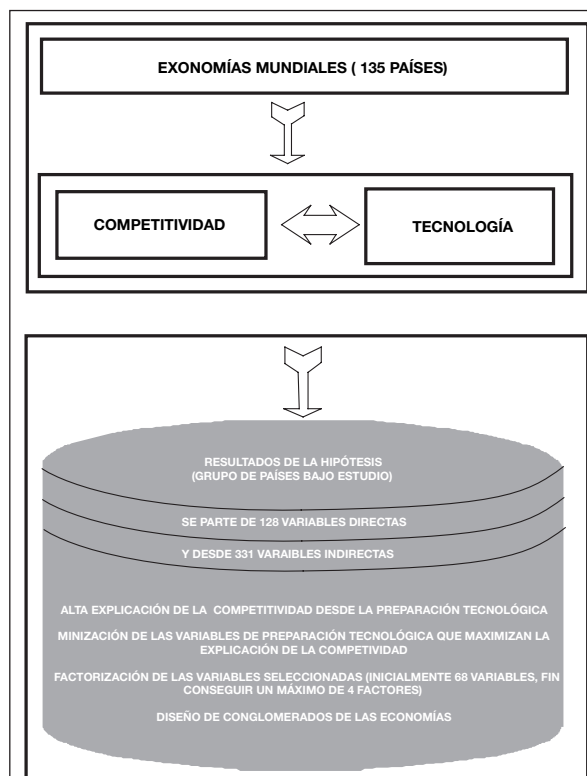 EXONOMÍAS MUNDIALES ( 135 PAÍSES)
COMPETITIVIDAD
TECNOLOGÍA
RESULTADOS DE LA HIPÓTESIS
(GRUPO DE PAÍSES BAJO ESTUDIO)
SE PARTE DE 128 VARIABLES DIRECTAS
Y DESDE 331 VARAIBLES INDIRECTAS
ALTA EXPLICACIÓN DE LA COMPETITIVIDAD DESDE LA PREPARACIÓN TECNOLÓGICA
MINIZACIÓN DE LAS VARIABLES DE PREPARACIÓN TECNOLÓGICA QUE MAXIMIZAN LA
EXPLICACIÓN DE LA COMPETIVIDAD
FACTORIZACIÓN DE LAS VARIABLES SELECCIONADAS (INICIALMENTE 68 VARIABLES, FIN
CONSEGUIR UN MÁXIMO DE 4 FACTORES)
DISEÑO DE CONGLOMERADOS DE LAS ECONOMÍAS